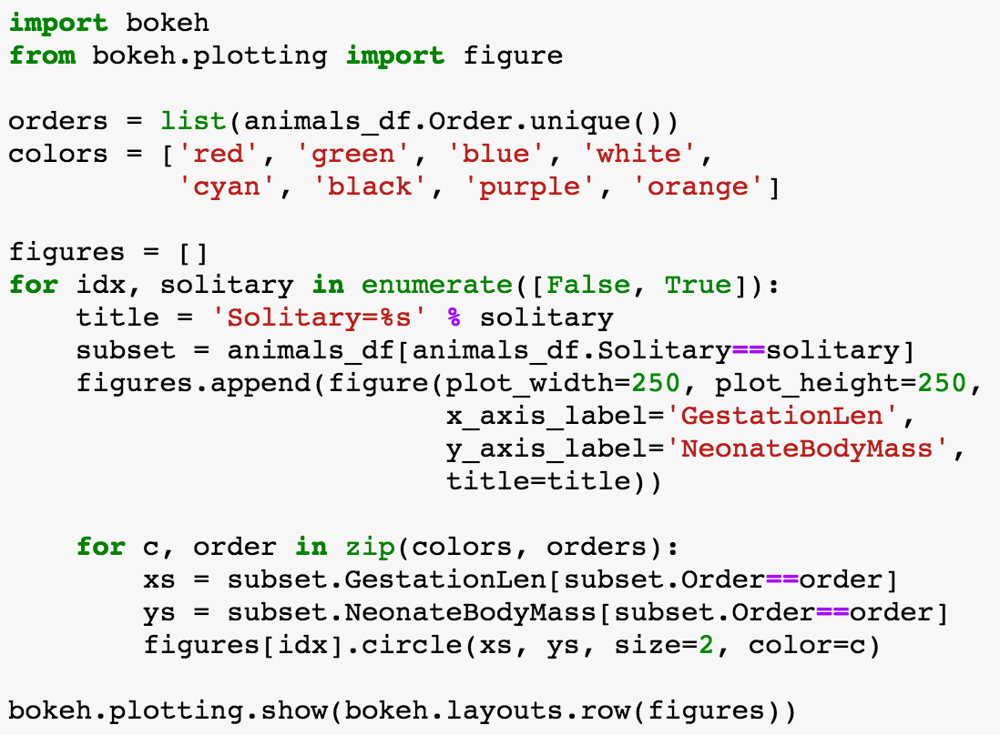 import bokeh
from bokeh.plotting import figure

orders = list(animals_df.Order.unique())
colors = ['red', 'green', 'blue', 'white',
          'cyan', 'black', 'purple', 'orange']

figures = []
for idx, solitary in enumerate([False, True]):
    title = 'Solitary=%s' % solitary
    subset = animals_df[animals_df.Solitary==solitary]
    figures.append(figure(plot_width=250, plot_height=250,
                          x_axis_label='GestationLen',
                          y_axis_label='NeonateBodyMass',
                          title=title))

    for c, order in zip(colors, orders):
        xs = subset.GestationLen[subset.Order==order]
        ys = subset.NeonateBodyMass[subset.Order==order]
        figures[idx].circle(xs, ys, size=2, color=c)

bokeh.plotting.show(bokeh.layouts.row(figures))